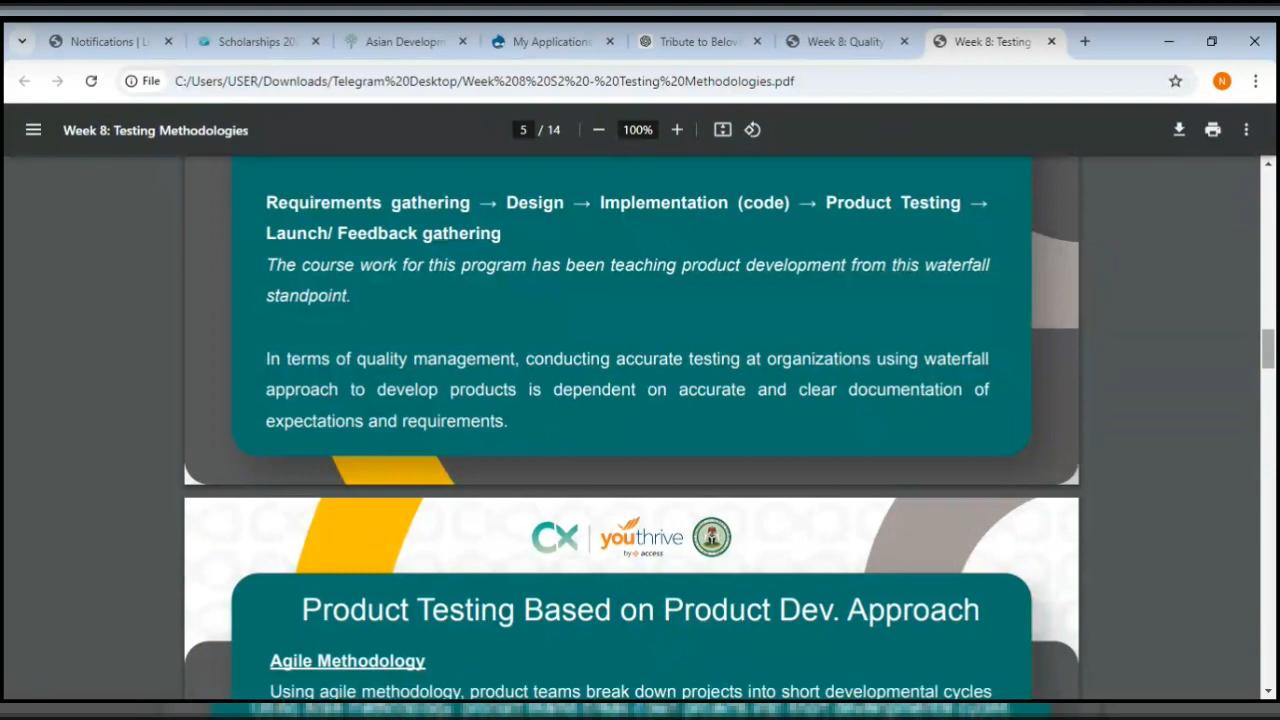 Notifications | L
Scholarships 20
Asian Developm
My Applications
Tribute to Belov
Week 8: Quality
Week 8: Testing
File
C:/Users/USER/Downloads/Telegram%20Desktop/Week%208%20S2%20-%20Testing%20Methodologies.pdf
N
Week 8: Testing Methodologies
5 / 14
100%
Requirements gathering → Design → Implementation (code) → Product Testing →
Launch/ Feedback gathering
The course work for this program has been teaching product development from this waterfall
standpoint.
In terms of quality management, conducting accurate testing at organizations using waterfall
approach to develop products is dependent on accurate and clear documentation of
expectations and requirements.
CX
youthrive
by access
Product Testing Based on Product Dev. Approach
Agile Methodology
Using agile methodology, product teams break down projects into short developmental cycles